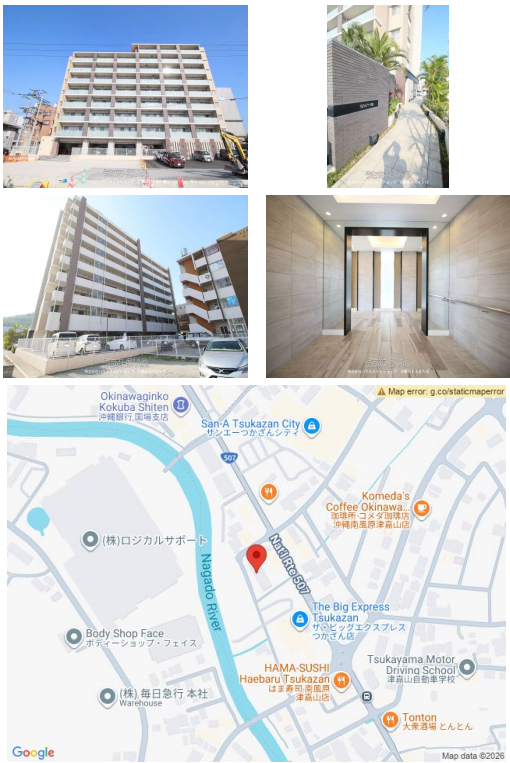 Map error: g.co/staticmaperror
Okinawaginko
Kokuba Shiten
沖縄銀行 国場支店
San-A Tsukazan City
サンエーつかざんシティ
507
Komeda's
Coffee Okinawa...
珈琲所 コメダ珈琲店
沖縄南風原津嘉山店
(株)ロジカルサポート
Nat'l Rte 507
Nagado River
The Big Express
Tsukazan
ザ・ビッグエクスプレス
つかざん店
Body Shop Face
ボディーショップ・フェイス
Tsukayama Motor
Driving School
津嘉山自動車学校
HAMA-SUSHI
Haebaru Tsukazan
はま寿司 南風原
津嘉山店
(株) 毎日急行 本社
Warehouse
Tonton
大衆酒場 とんとん
Google
Map data ©2026